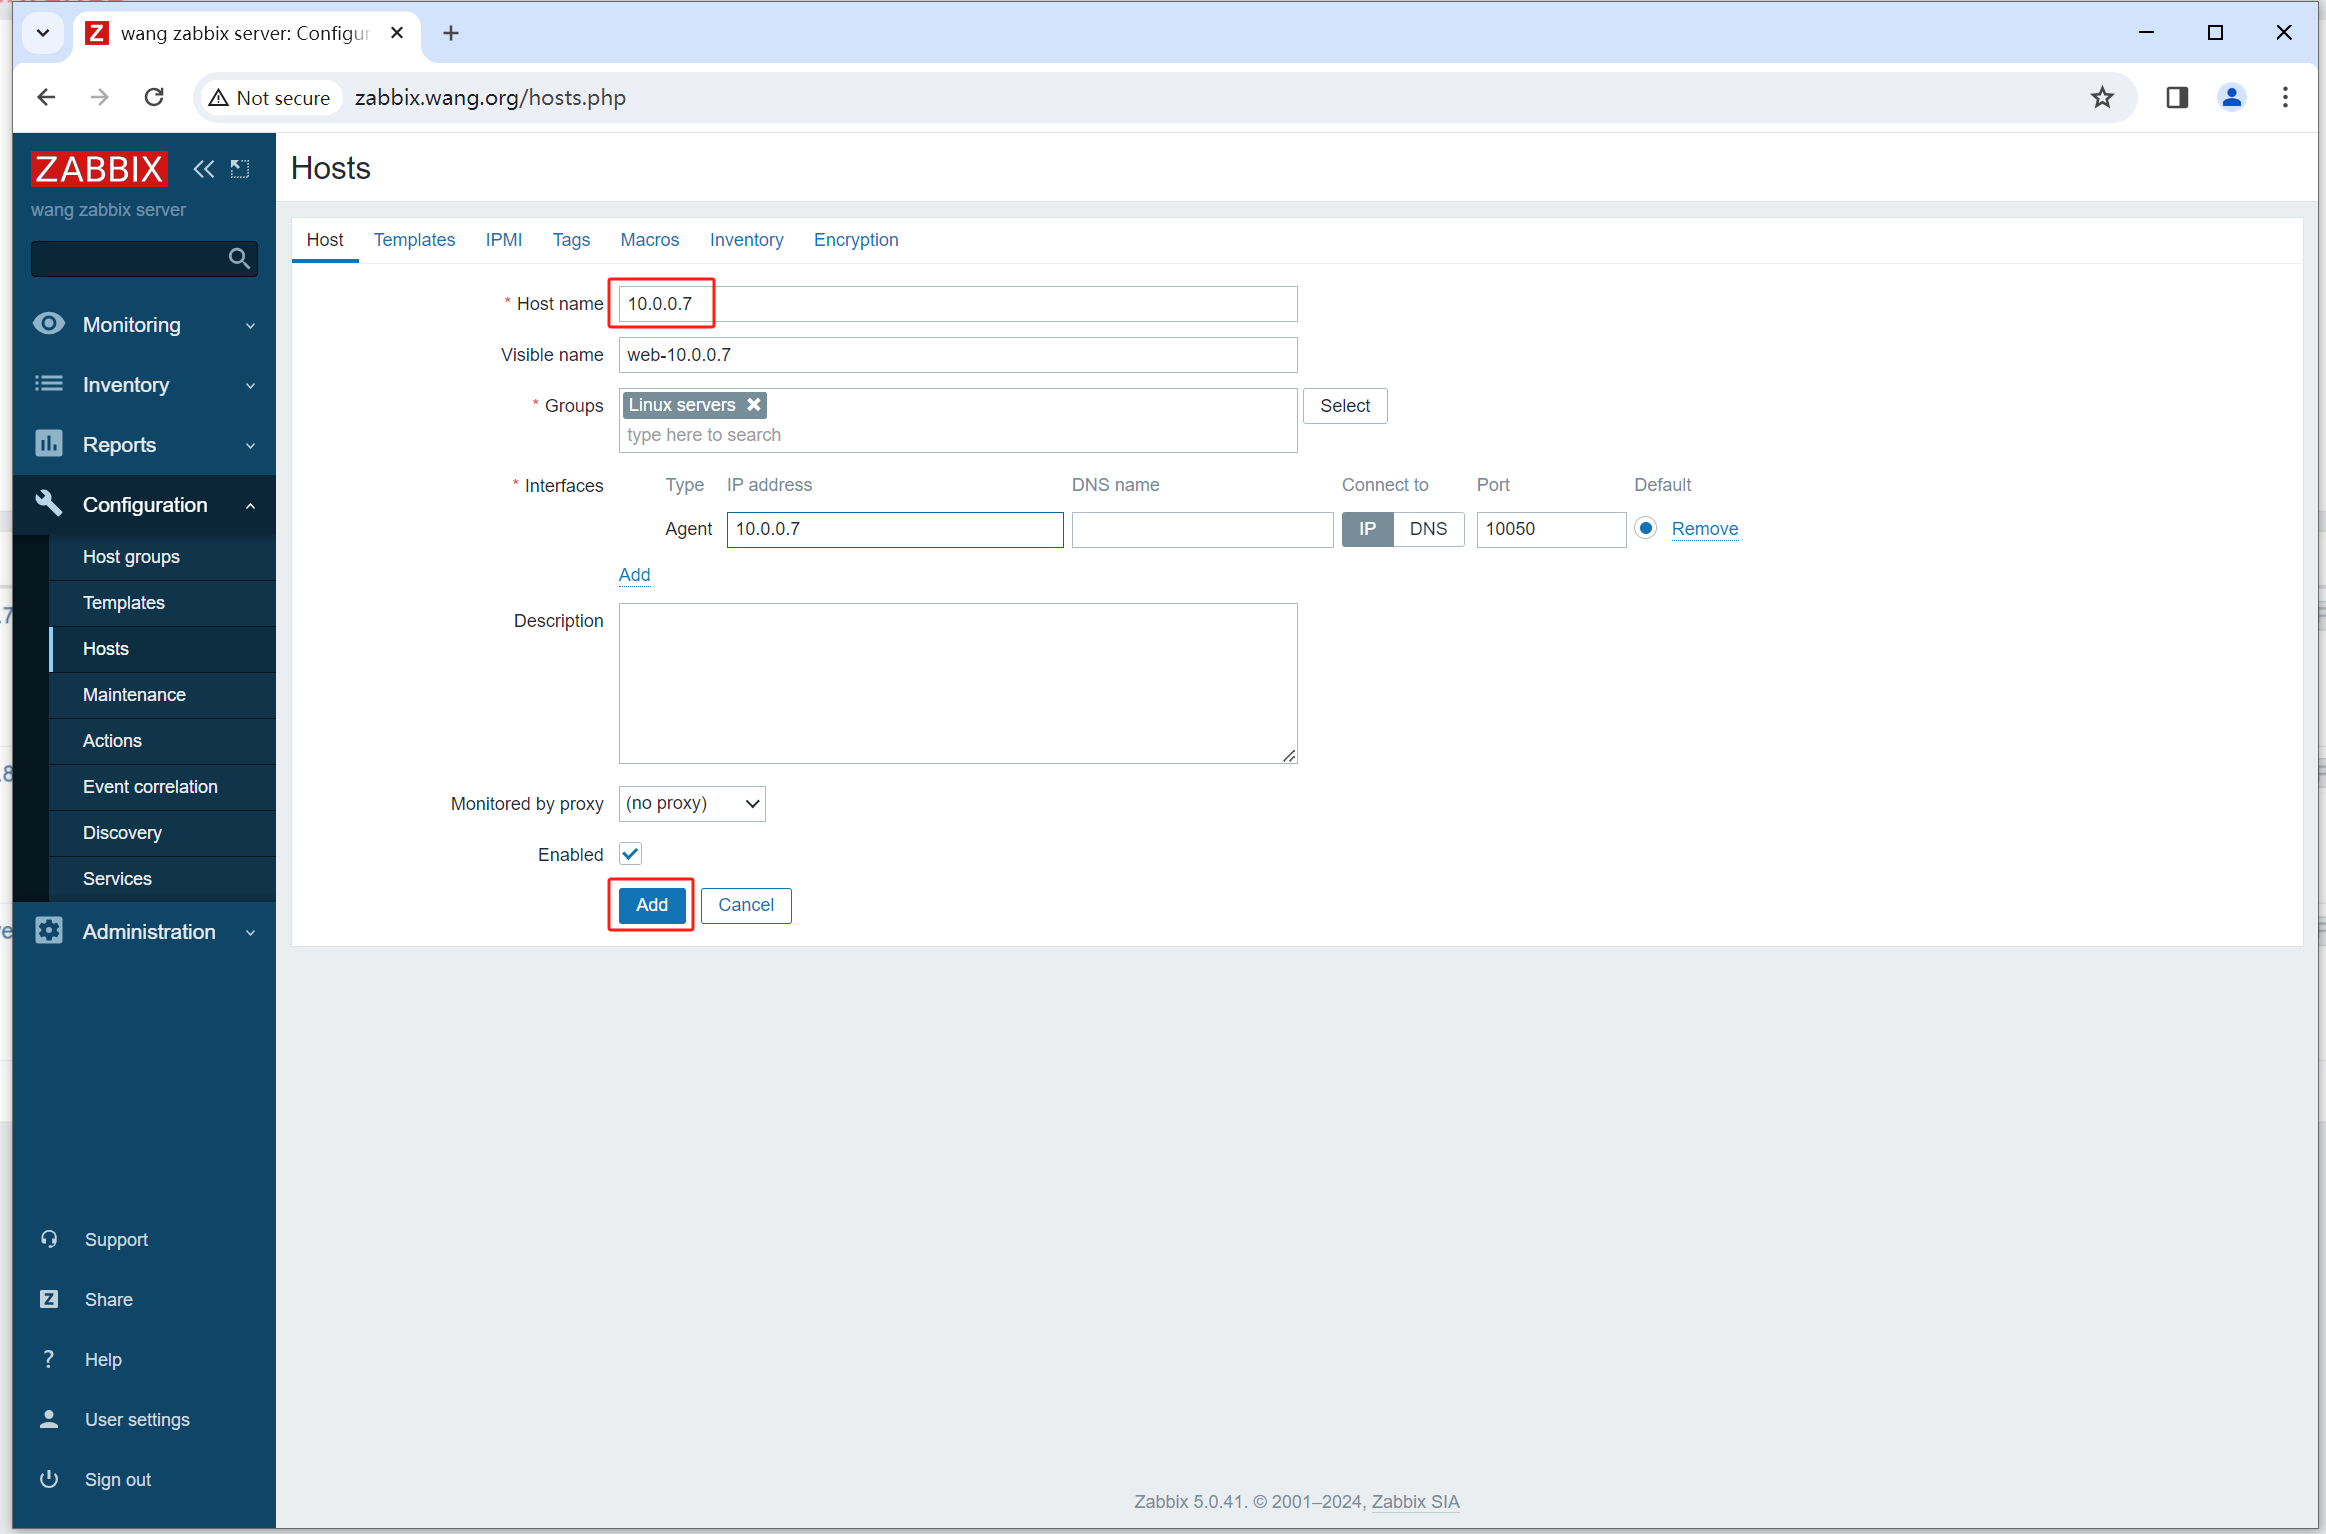 wang zabbix server: Configur
Not secure
zabbix.wang.org/hosts.php
ZABBIX
wang zabbix server
Monitoring
Inventory
Reports
Configuration
Host groups
Templates
Hosts
Maintenance
Actions
Event correlation
Discovery
Services
Administration
Support
Share
Help
User settings
Sign out
Hosts
Host Templates IPMI Tags Macros Inventory Encryption
* Host name 10.0.0.7
Visible name web-10.0.0.7
* Groups Linux servers Select
type here to search
* Interfaces Type IP address DNS name Connect to Port Default
Agent 10.0.0.7 IP DNS 10050 Remove
Add
Description
Monitored by proxy (no proxy)
Enabled
Add Cancel
Zabbix 5.0.41. © 2001–2024, Zabbix SIA